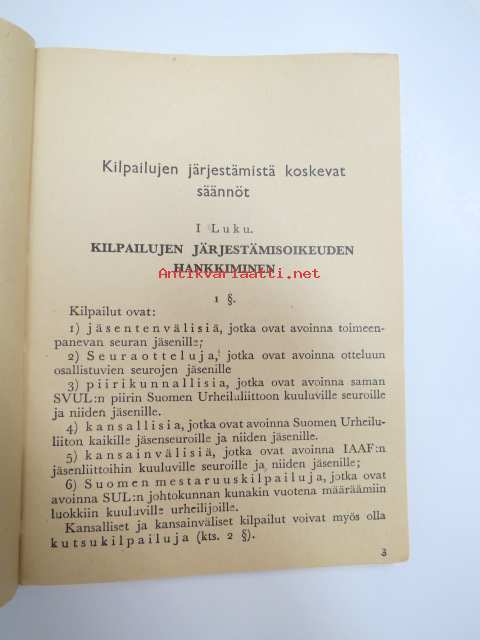 Kilpailujen järjestämistä koskevat
säännöt
I Luku.
KILPAILUJEN JÄRJESTÄMISOIKEUDEN
HANKKIMINEN
Antikvariaatti.net
1 §.
Kilpailut ovat:
1) jäsentenvälisiä, jotka ovat avoinna toimeen-
panevan seuran jäsenille;
2) Seuraotteluja, jotka ovat avoinna otteluun
osallistuvien seurojen jäsenille
3) piirikunnallisia, jotka ovat avoinna saman
SVUL:n piirin Suomen Urheiluliittoon kuuluville seuroille
ja niiden jäsenille.
4) kansallisia, jotka ovat avoinna Suomen Urheilu-
liiton kaikille jäsenseuroille ja niiden jäsenille.
5) kansainvälisiä, jotka ovat avoinna IAAF:n
jäsenliittoihin kuuluville seuroille ja niiden jäsenille;
6) Suomen mestaruuskilpailuja, jotka ovat
avoinna SUL:n johtokunnan kunakin vuotena määräämiin
luokkiin kuuluville urheilijoille.
Kansalliset ja kansainväliset kilpailut voivat myös olla
kutsukilpailuja (kts. 2 §).
3